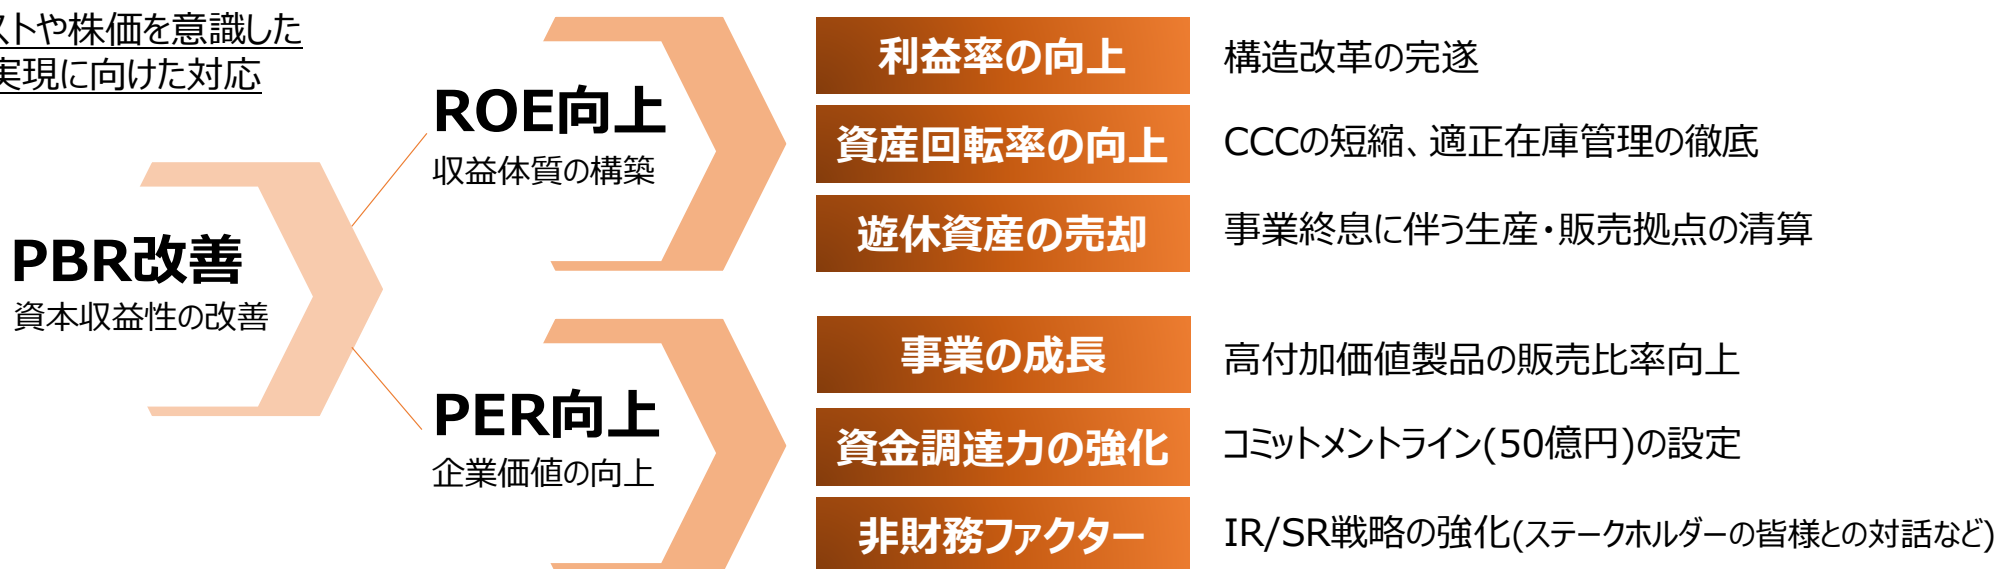 ストや株価を意識した
実現に向けた対応
PBR改善
資本収益性の改善
ROE向上
収益体質の構築
利益率の向上
構造改革の完遂
資産回転率の向上
CCCの短縮、適正在庫管理の徹底
遊休資産の売却
事業終息に伴う生産・販売拠点の清算
PER向上
企業価値の向上
事業の成長
高付加価値製品の販売比率向上
資金調達力の強化
コミットメントライン(50億円)の設定
非財務ファクター
IR/SR戦略の強化(ステークホルダーの皆様との対話など)